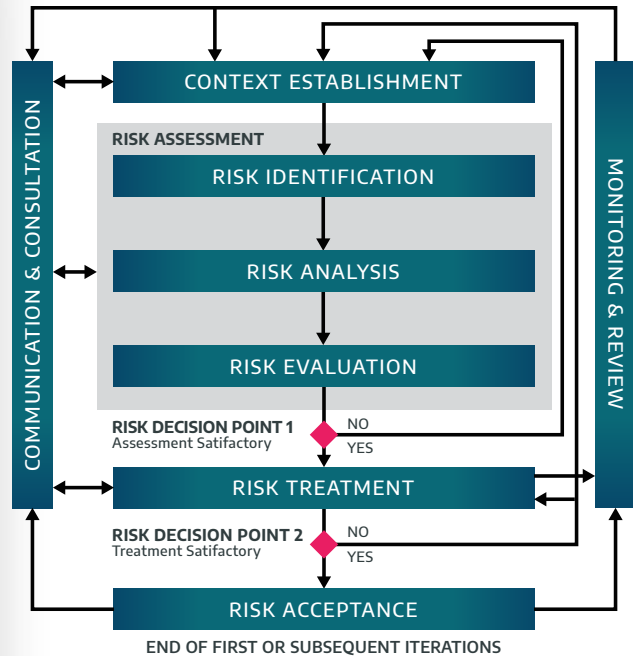 CONTEXT ESTABLISHMENT
COMMUNICATION & CONSULTATION
MONITORING & REVIEW
RISK ASSESSMENT
RISK IDENTIFICATION
RISK ANALYSIS
RISK EVALUATION
RISK DECISION POINT 1
Assessment Satifactory
NO
YES
RISK TREATMENT
RISK DECISION POINT 2
Treatment Satifactory
NO
YES
RISK ACCEPTANCE
END OF FIRST OR SUBSEQUENT ITERATIONS